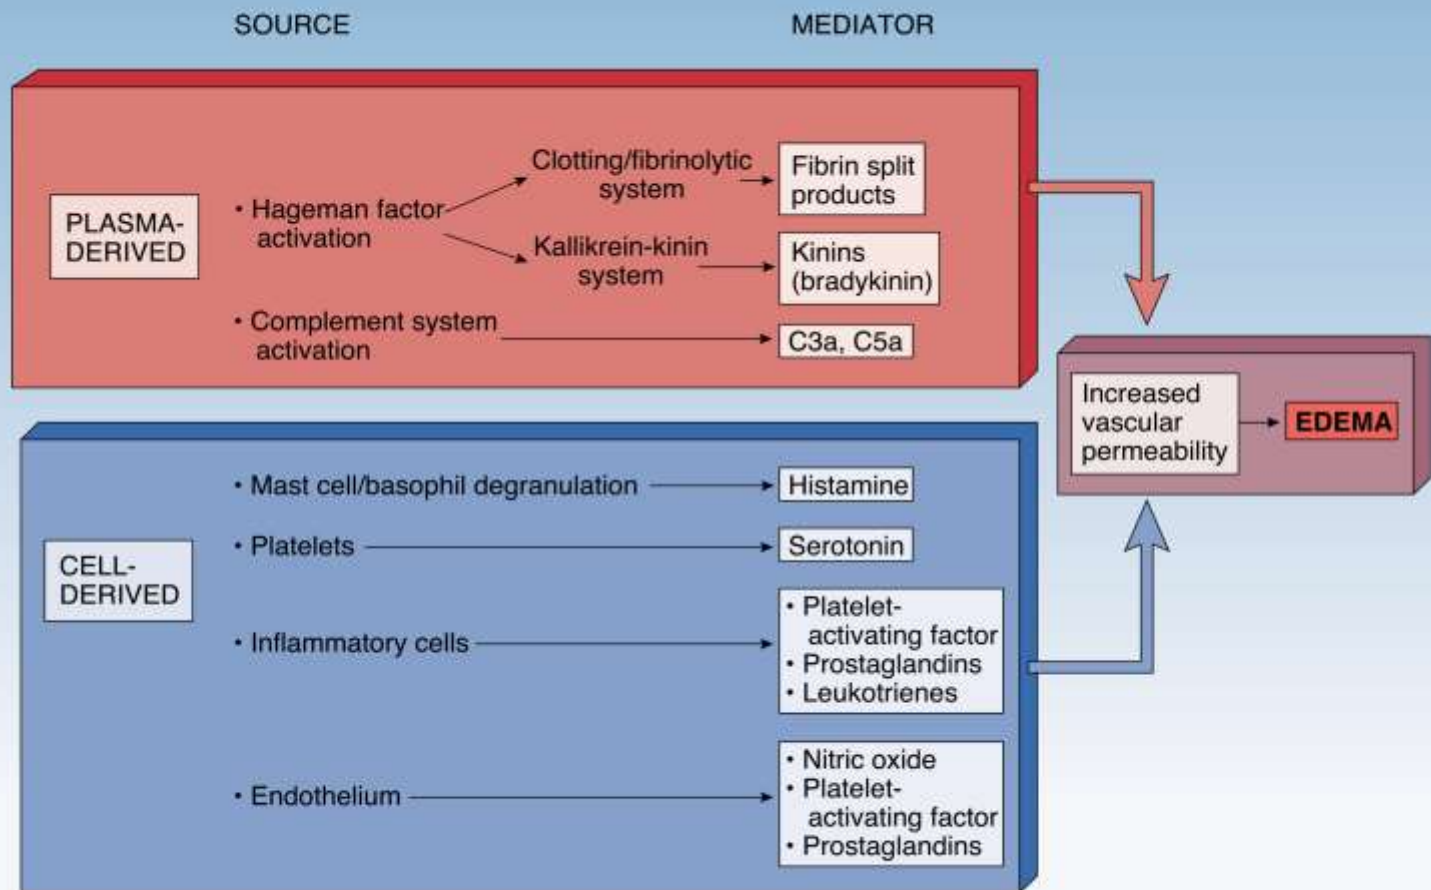 SOURCE
MEDIATOR
PLASMA-
DERIVED
• Hageman factor
activation
Clotting/fibrinolytic
system
Fibrin split
products
Kallikrein-kinin
system
Kinins
(bradykinin)
• Complement system
activation
C3a, C5a
CELL-
DERIVED
• Mast cell/basophil degranulation
Histamine
• Platelets
Serotonin
• Inflammatory cells
• Platelet-
activating factor
• Prostaglandins
• Leukotrienes
• Endothelium
• Nitric oxide
• Platelet-
activating factor
• Prostaglandins
Increased
vascular
permeability
EDEMA